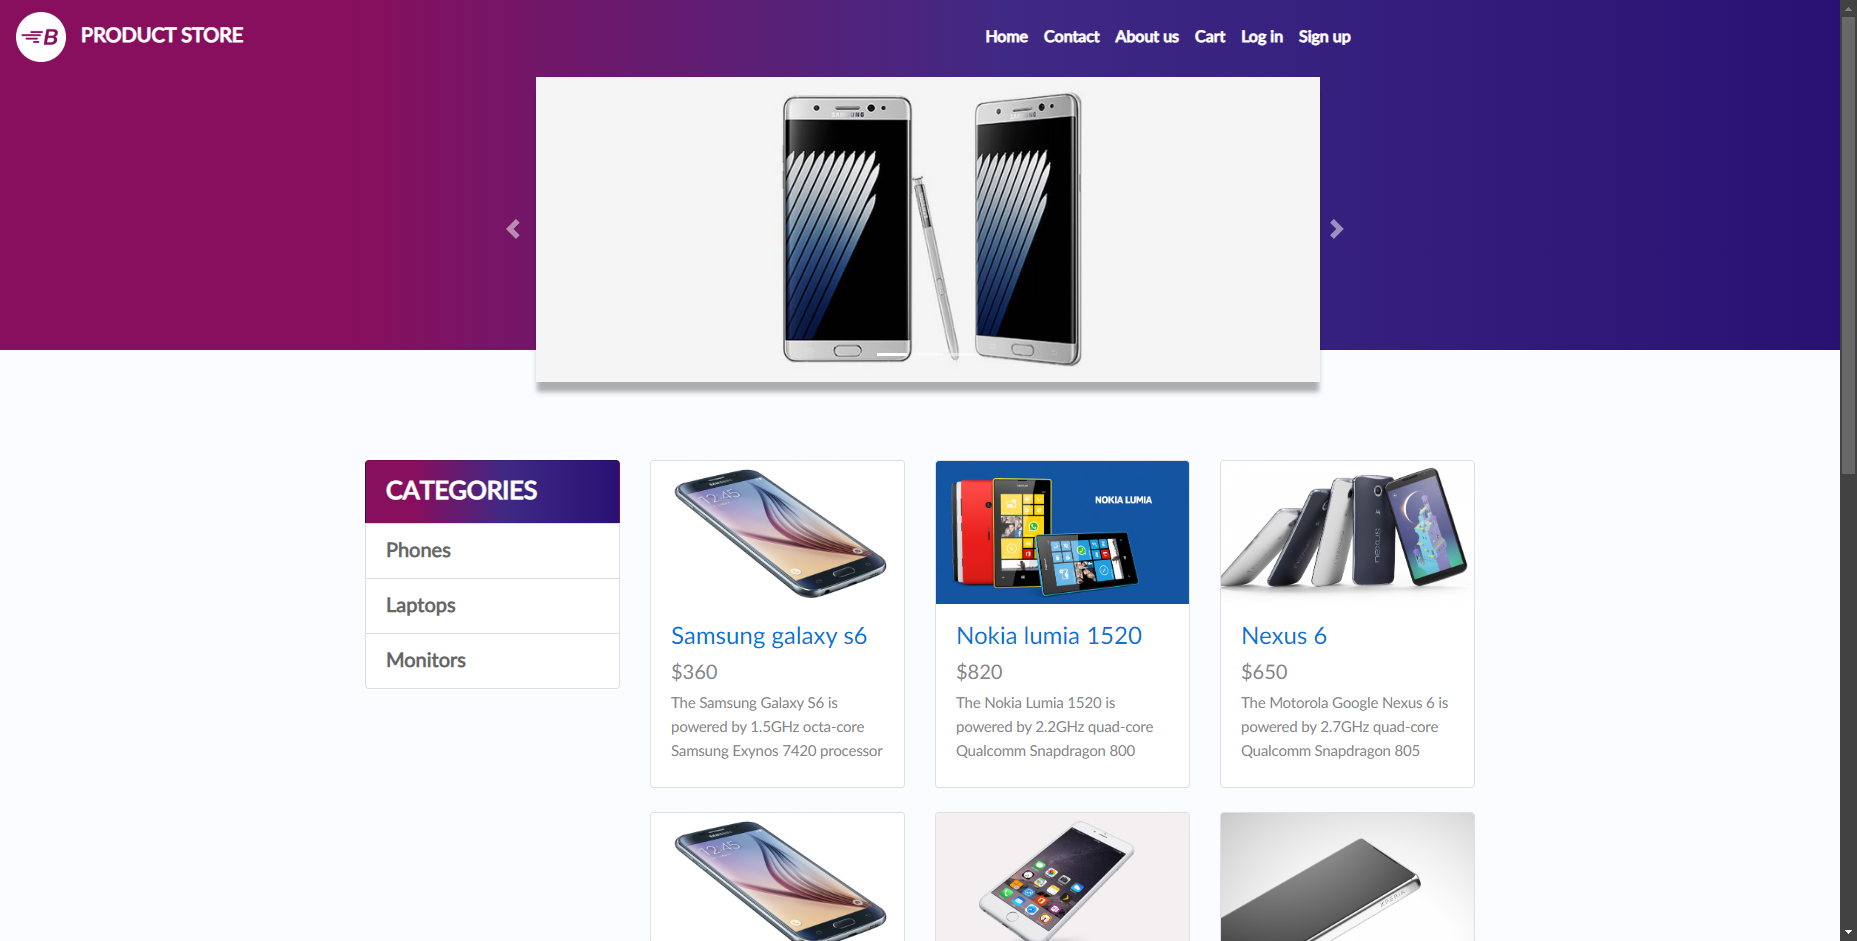 B PRODUCT STORE
Home Contact About us Cart Log in Sign up
SAMSUNG
SAMSUNG
CATEGORIES
Phones
Laptops
Monitors
12:45
NOKIA LUMIA
Samsung galaxy s6
$360
The Samsung Galaxy S6 is
powered by 1.5GHz octa-core
Samsung Exynos 7420 processor
Nokia lumia 1520
$820
The Nokia Lumia 1520 is
powered by 2.2GHz quad-core
Qualcomm Snapdragon 800
Nexus 6
$650
The Motorola Google Nexus 6 is
powered by 2.7GHz quad-core
Qualcomm Snapdragon 805
12:45
XPERIA